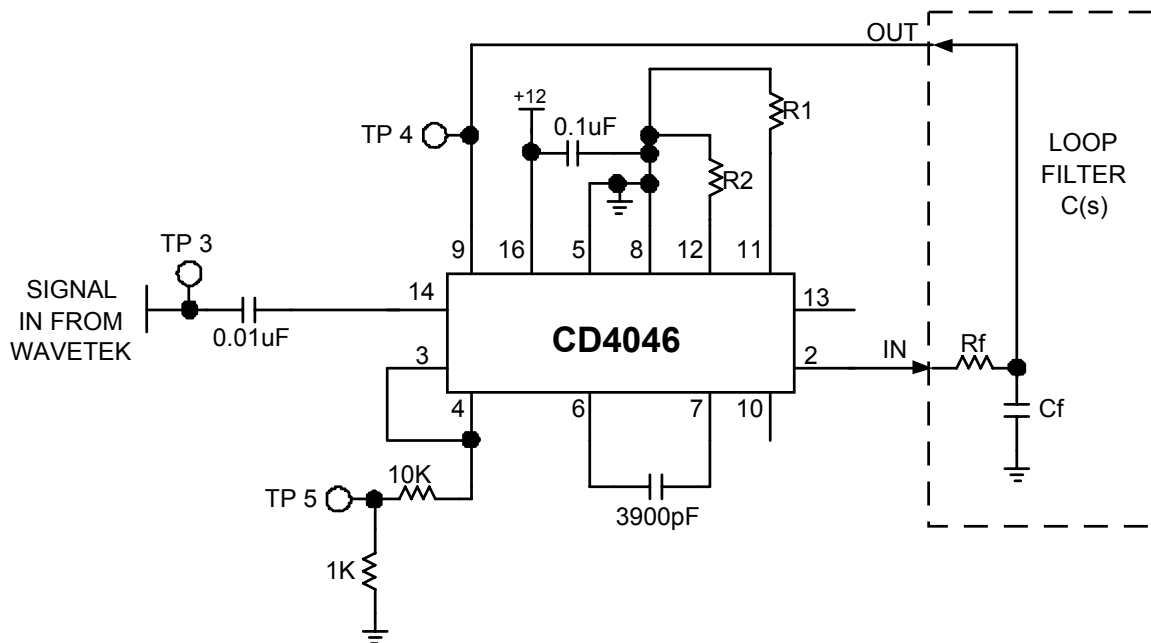 OUT
+12
0.1uF
R1
TP 4
R2
LOOP
FILTER
C(s)
TP 3
9
16
5
8
12
11
SIGNAL
IN FROM
WAVETEK
0.01uF
14
13
CD4046
3
2
IN
Rf
4
6
7
10
Cf
10K
TP 5
3900pF
1K